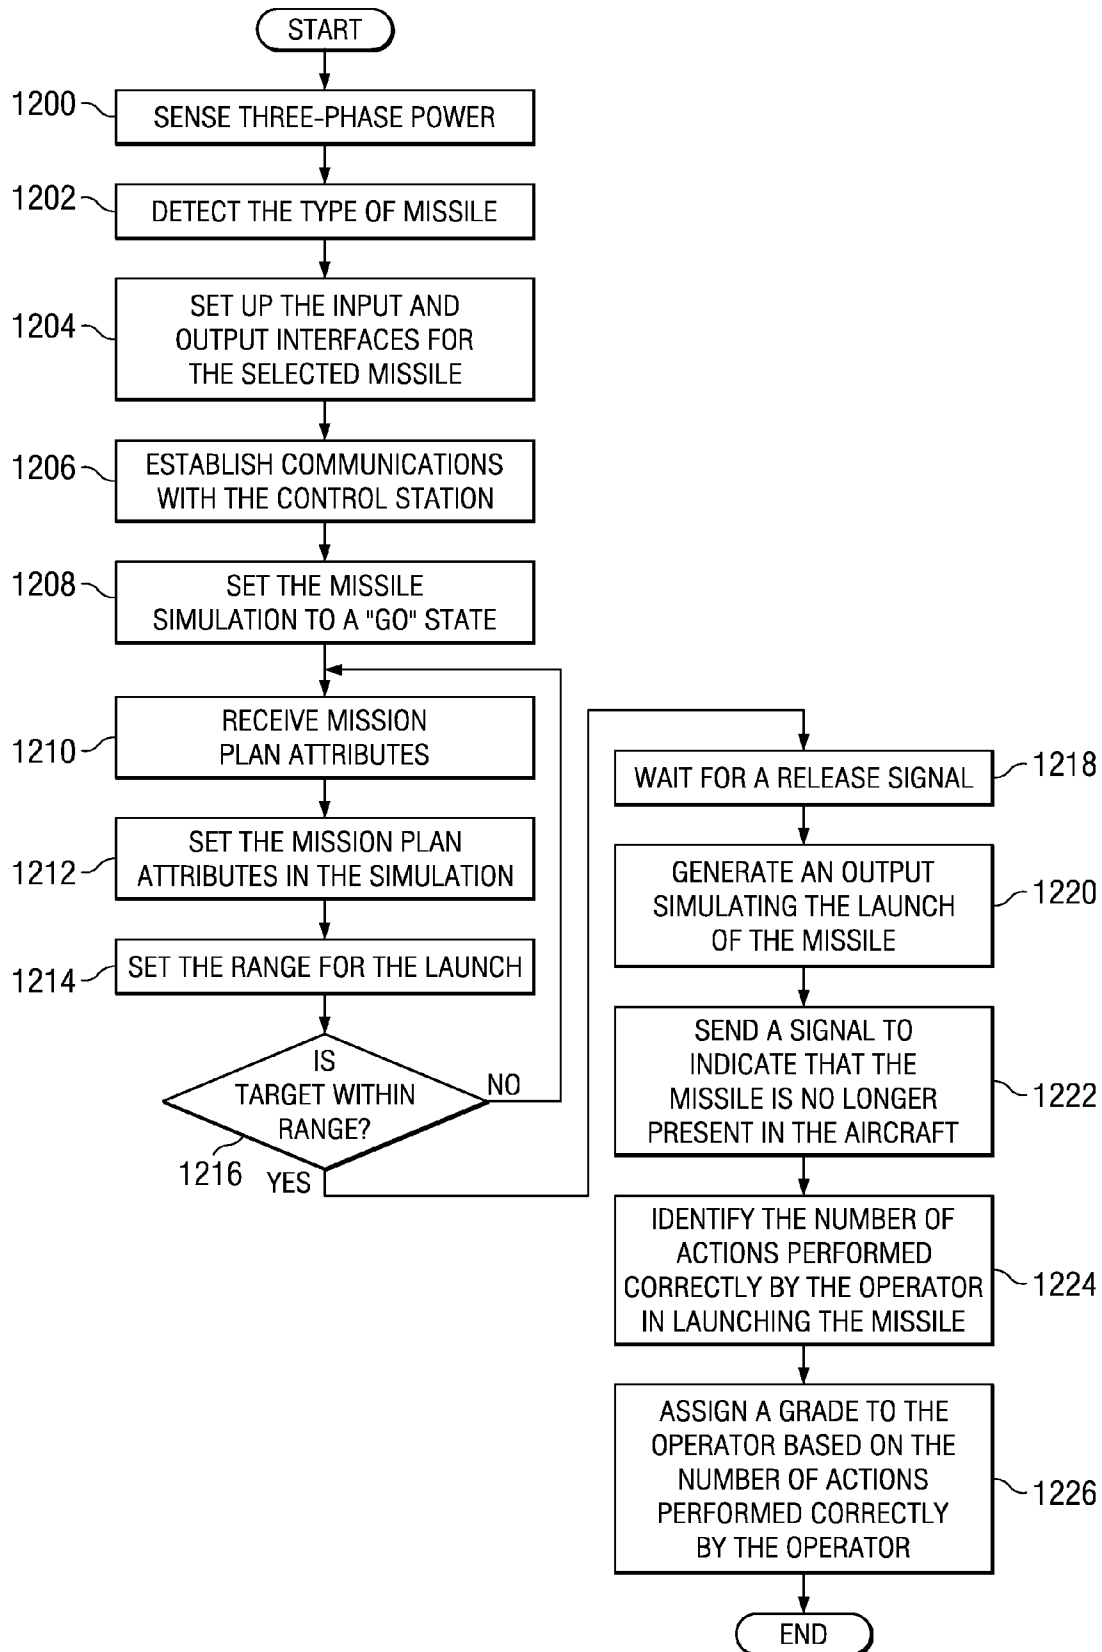 START
1200
SENSE THREE-PHASE POWER
1202
DETECT THE TYPE OF MISSILE
1204
SET UP THE INPUT AND
OUTPUT INTERFACES FOR
THE SELECTED MISSILE
1206
ESTABLISH COMMUNICATIONS
WITH THE CONTROL STATION
1208
SET THE MISSILE
SIMULATION TO A "GO" STATE
1210
RECEIVE MISSION
PLAN ATTRIBUTES
1212
SET THE MISSION PLAN
ATTRIBUTES IN THE SIMULATION
1214
SET THE RANGE FOR THE LAUNCH
IS
TARGET WITHIN
RANGE?
NO
1216
YES
WAIT FOR A RELEASE SIGNAL
1218
GENERATE AN OUTPUT
SIMULATING THE LAUNCH
OF THE MISSILE
1220
SEND A SIGNAL TO
INDICATE THAT THE
MISSILE IS NO LONGER
PRESENT IN THE AIRCRAFT
1222
IDENTIFY THE NUMBER OF
ACTIONS PERFORMED
CORRECTLY BY THE OPERATOR
IN LAUNCHING THE MISSILE
1224
ASSIGN A GRADE TO THE
OPERATOR BASED ON THE
NUMBER OF ACTIONS
PERFORMED CORRECTLY
BY THE OPERATOR
1226
END